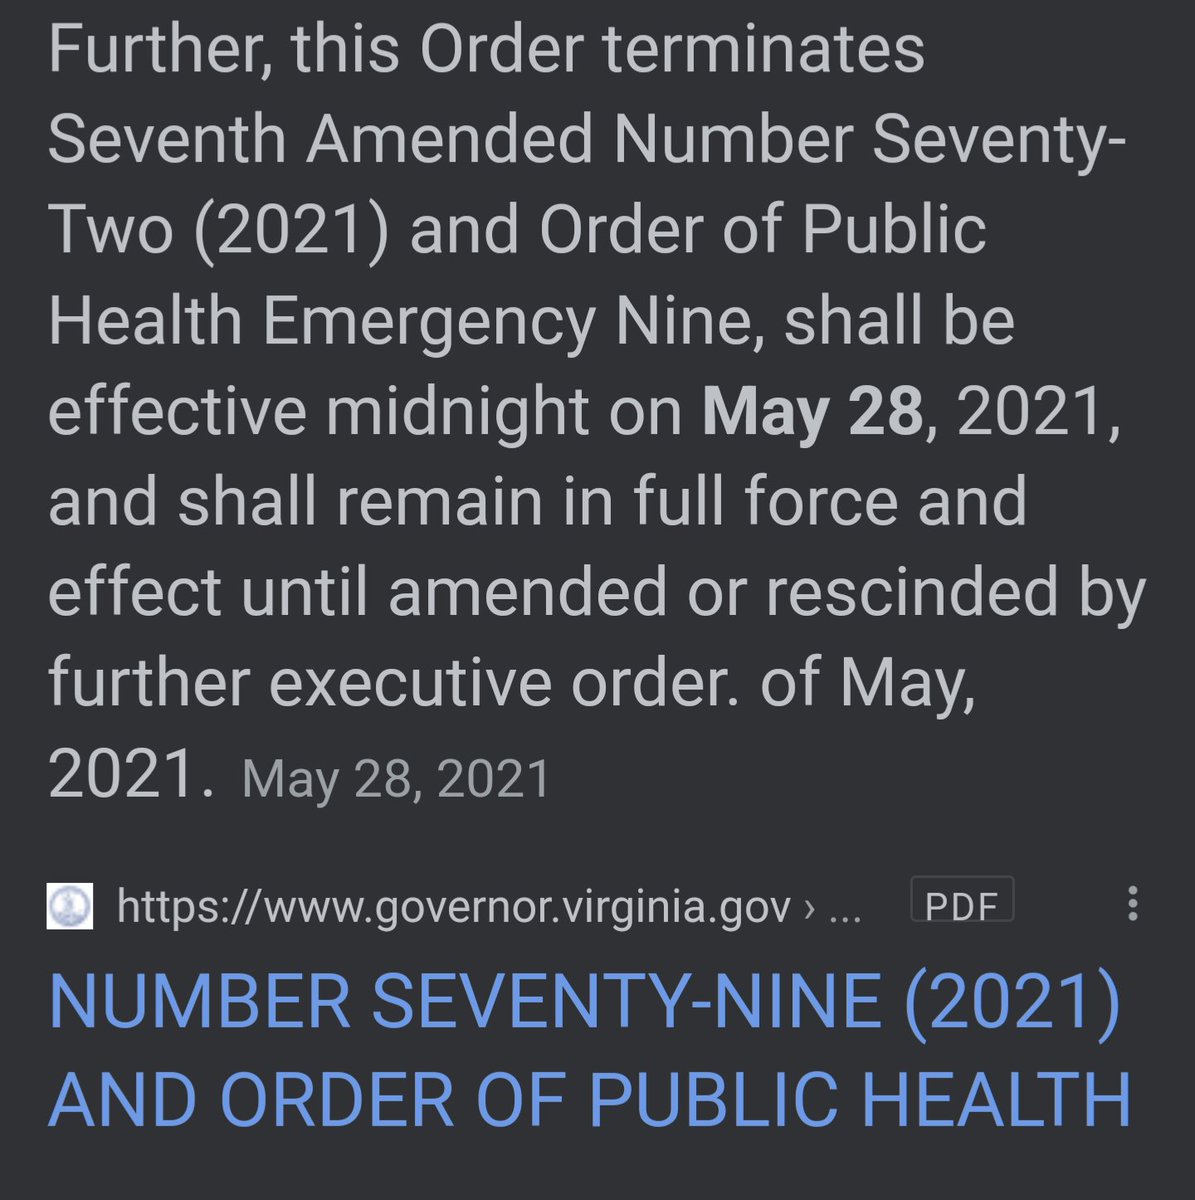 Further, this Order terminates
Seventh Amended Number Seventy-
Two (2021) and Order of Public
Health Emergency Nine, shall be
effective midnight on May 28, 2021,
and shall remain in full force and
effect until amended or rescinded by
further executive order. of May,
2021. May 28, 2021
https://www.governor.virginia.gov › ... PDF
NUMBER SEVENTY-NINE (2021)
AND ORDER OF PUBLIC HEALTH